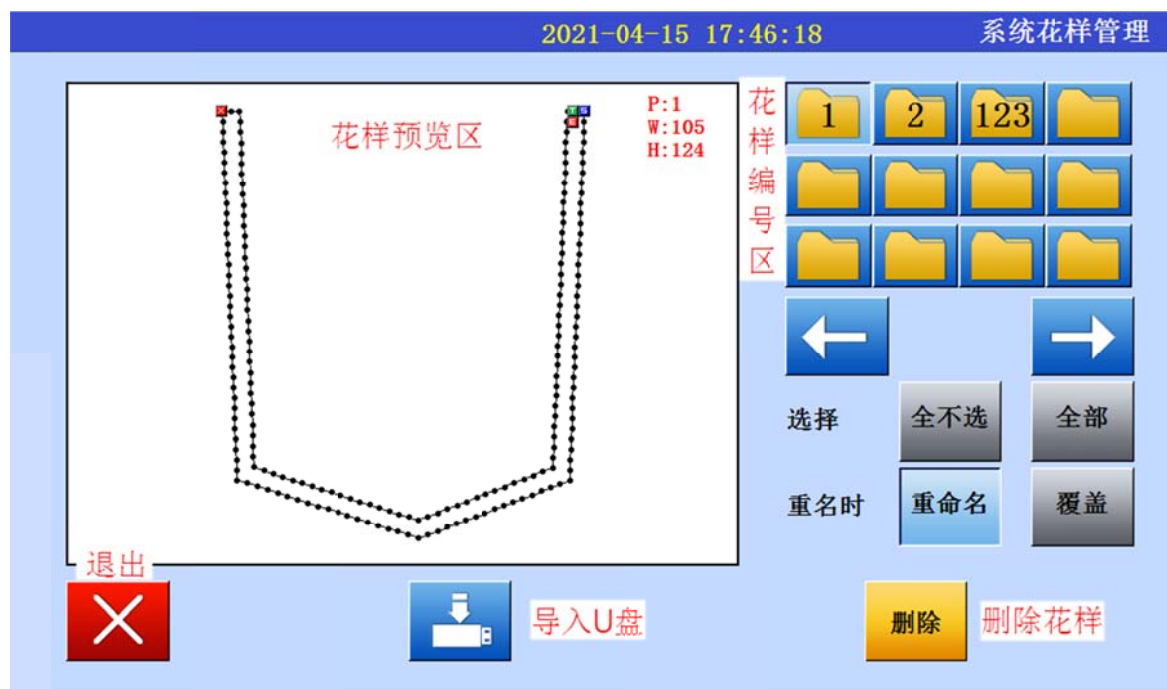 2021-04-15 17:46:18
系统花样管理
花样预览区
P:1
W:105
H:124
花样编号区
1
2
123
选择
全不选
全部
重名时
重命名
覆盖
退出
导入U盘
删除
删除花样